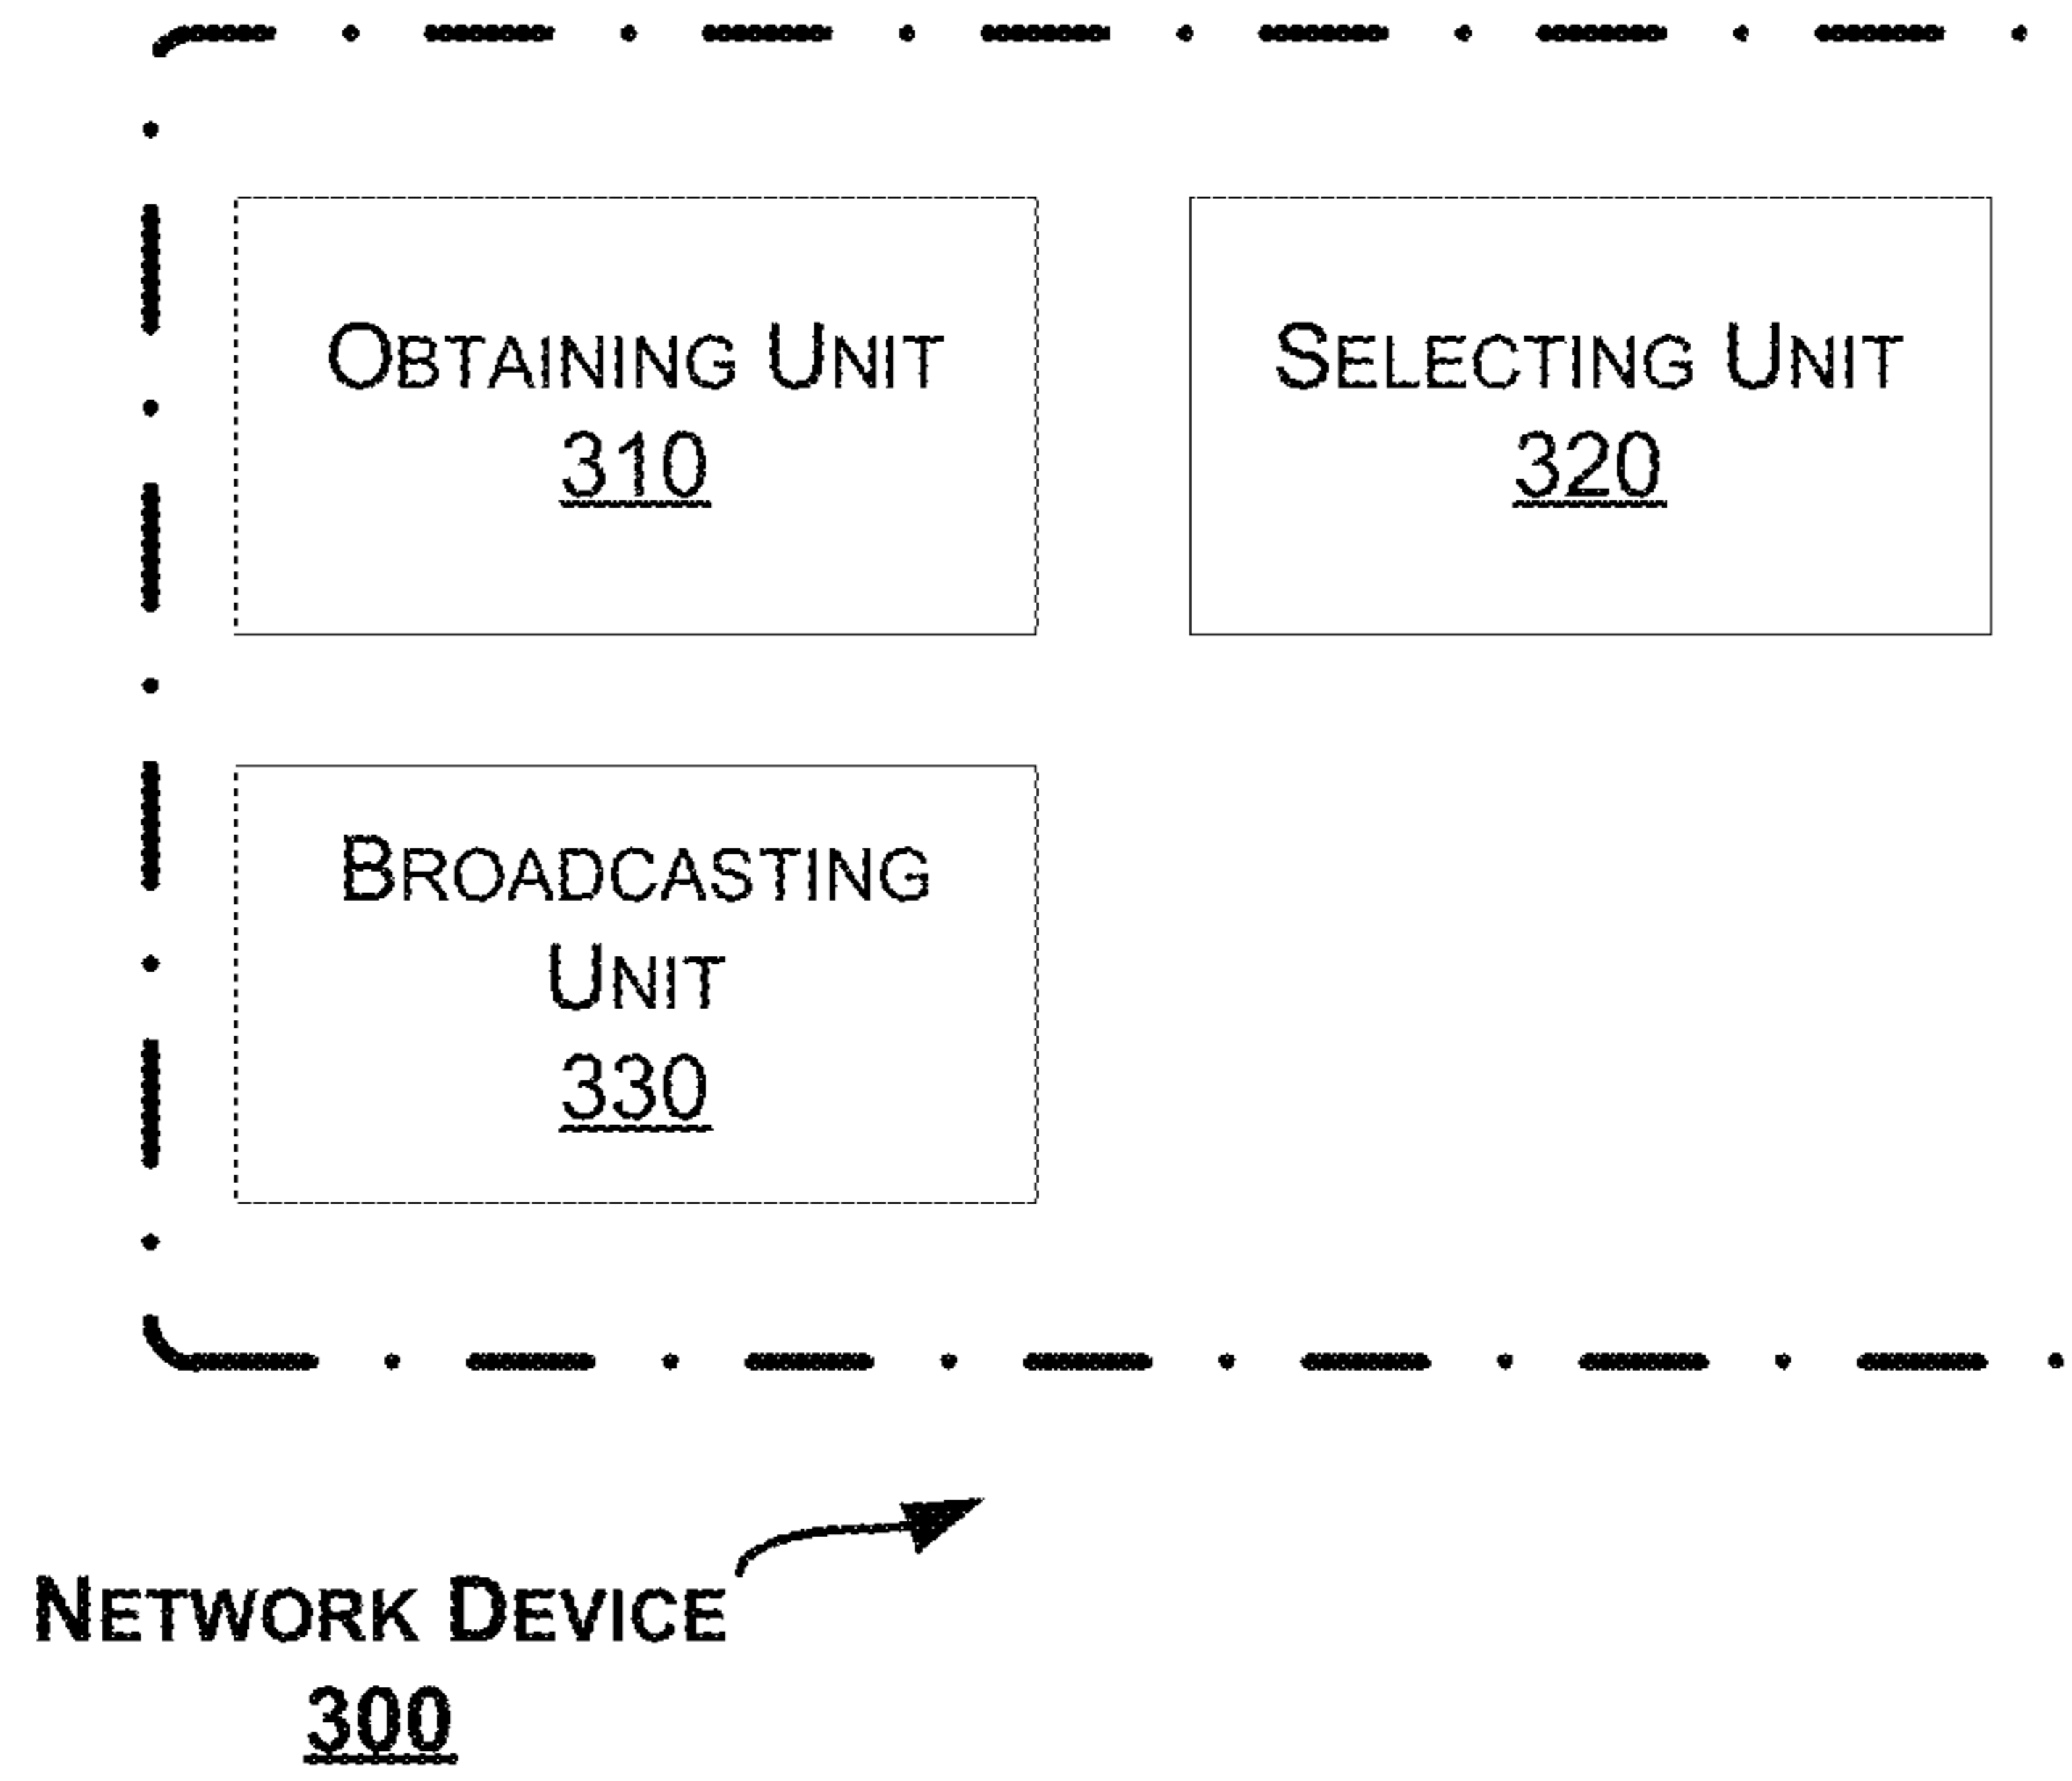 OBTAINING UNIT
310
SELECTING UNIT
320
BROADCASTING
UNIT
330
NETWORK DEVICE
300